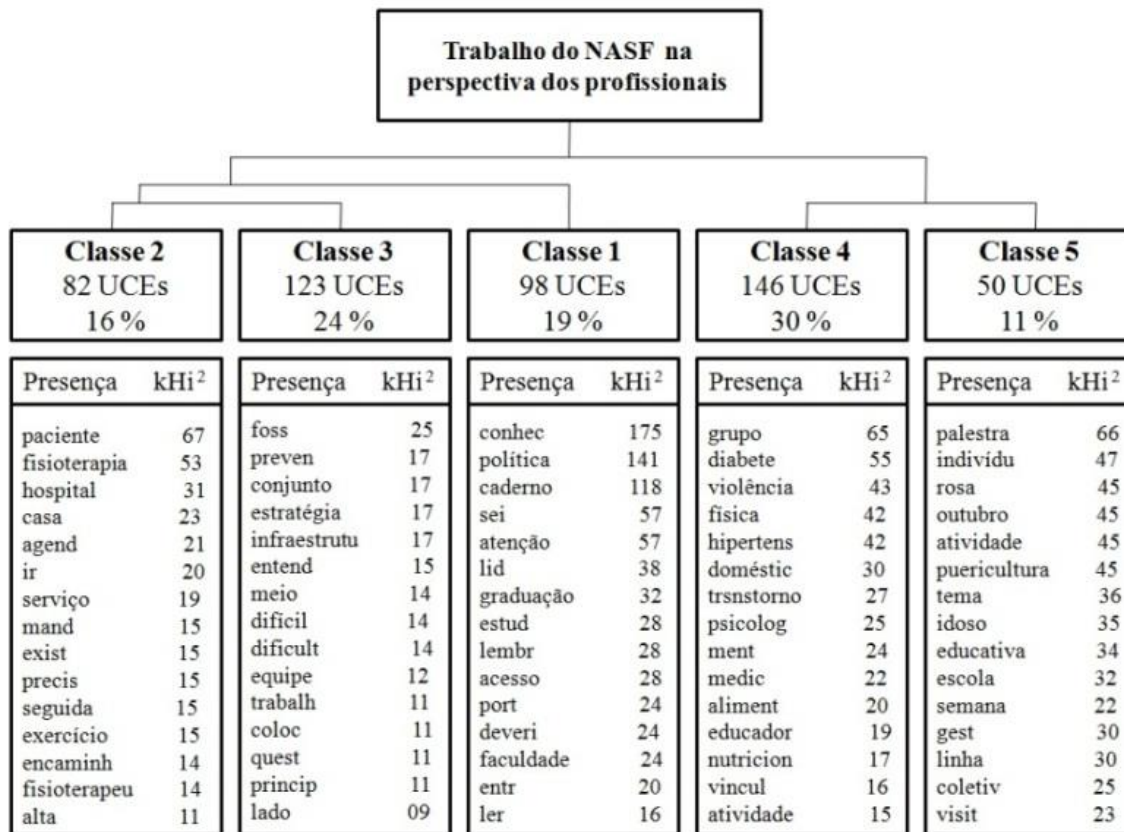 Trabalho do NASF na
perspectiva dos profissionais
Classe 2
82 UCEs
16 %
Classe 3
123 UCEs
24 %
Classe 1
98 UCEs
19 %
Classe 4
146 UCEs
30 %
Classe 5
50 UCEs
11 %
Presença kHi²
paciente 67
fisioterapia 53
hospital 31
casa 23
agend 21
ir 20
serviço 19
mand 15
exist 15
precis 15
seguida 15
exercício 15
encaminh 14
fisioterapeu 14
alta 11
Presença kHi²
foss 25
preven 17
conjunto 17
estratégia 17
infraestrutu 17
entend 15
meio 14
difícil 14
dificult 14
equipe 12
trabalh 11
coloc 11
quest 11
princip 11
lado 09
Presença kHi²
conhec 175
política 141
caderno 118
sei 57
atenção 57
lid 38
graduação 32
estud 28
lembr 28
acesso 28
port 24
deveri 24
faculdade 24
entr 20
ler 16
Presença kHi²
grupo 65
diabete 55
violência 43
física 42
hipertens 42
doméstic 30
trsnstorno 27
psicolog 25
ment 24
medic 22
aliment 20
educador 19
nutricion 17
vincul 16
atividade 15
Presença kHi²
palestra 66
indivídu 47
rosa 45
outubro 45
atividade 45
puericultura 45
tema 36
idoso 35
educativa 34
escola 32
semana 22
gest 30
linha 30
coletiv 25
visit 23